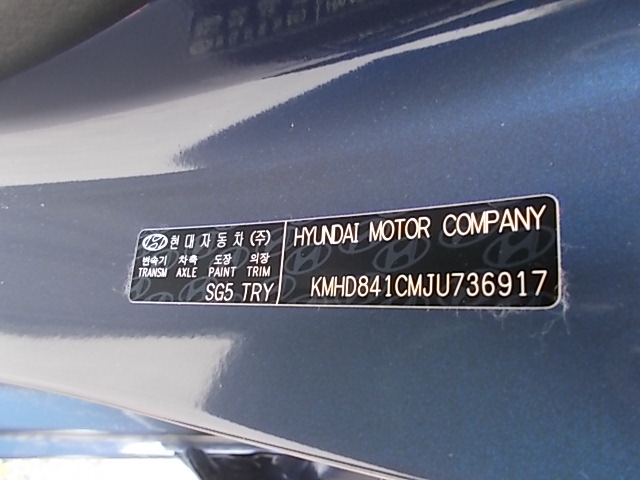 현대자동차(주)
변속기 차축 도장 의장
TRANSM AXLE PAINT TRIM
SG5 TRY
HYUNDAI MOTOR COMPANY
KMHD841CMJU736917